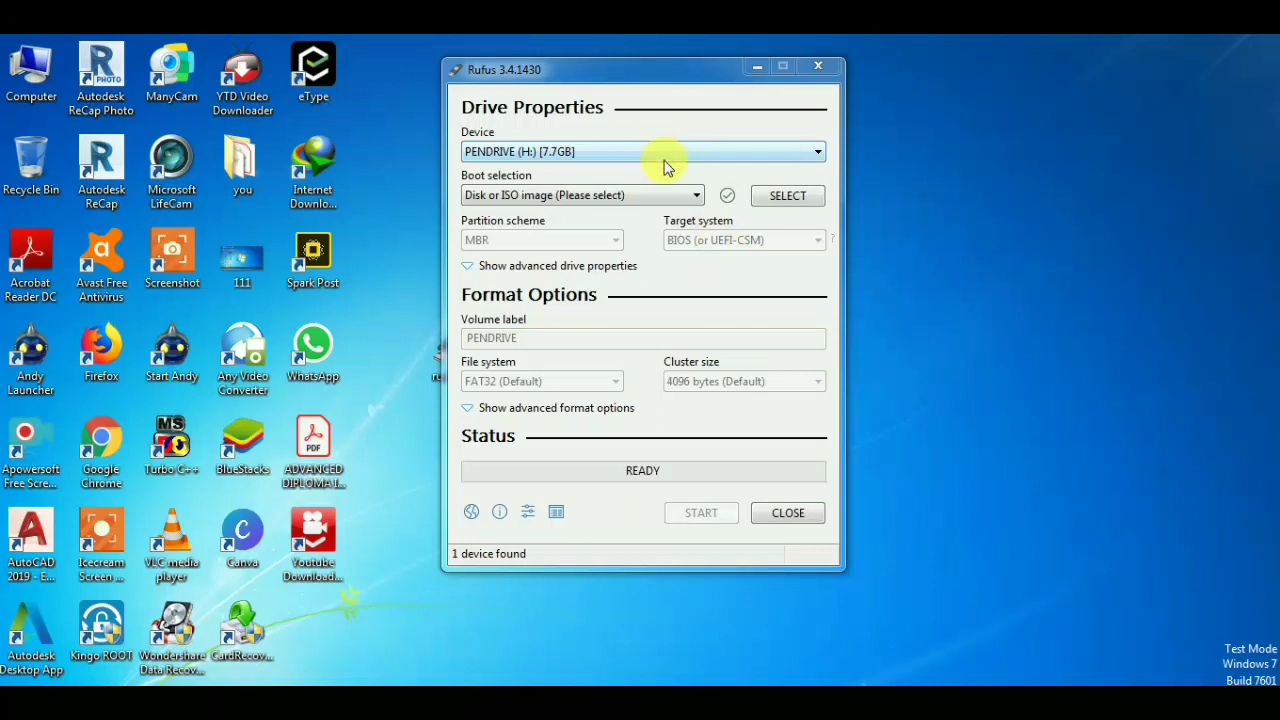 Computer
Autodesk
ReCap Photo
ManyCam
YTD Video
Downloader
eType
Recycle Bin
Autodesk
ReCap
Microsoft
LifeCam
you
Internet
Downlo...
Acrobat
Reader DC
Avast Free
Antivirus
Screenshot
111
Spark Post
Andy
Launcher
Firefox
Start Andy
Any Video
Converter
WhatsApp
Apowersoft
Free Scre...
Google
Chrome
MS
Turbo C++
BlueStacks
PDF
ADVANCED
DIPLOMA I...
AutoCAD
2019 - E...
Icecream
Screen ...
VLC media
player
Canva
Youtube
Download...
Autodesk
Desktop App
Kingo ROOT
Wondershare
Data Recov...
CardRecov...
Rufus 3.4.1430
Drive Properties
Device
PENDRIVE (H:) [7.7GB]
Boot selection
Disk or ISO image (Please select)
SELECT
Partition scheme
Target system
MBR
BIOS (or UEFI-CSM)
?
Show advanced drive properties
Format Options
Volume label
PENDRIVE
File system
Cluster size
FAT32 (Default)
4096 bytes (Default)
Show advanced format options
Status
READY
START
CLOSE
1 device found
Test Mode
Windows 7
Build 7601